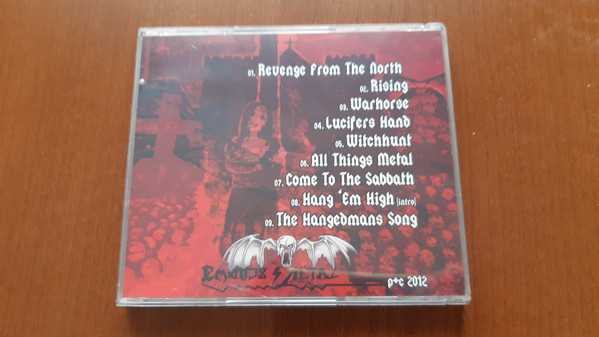 01. Revenge From The North
02. Rising
03. Warhorse
04. Lucifers Hand
05. Witchhunt
06. All Things Metal
07. Come To The Sabbath
08. Hang 'Em High (intro)
09. The Hangedmans Song
p+c 2012